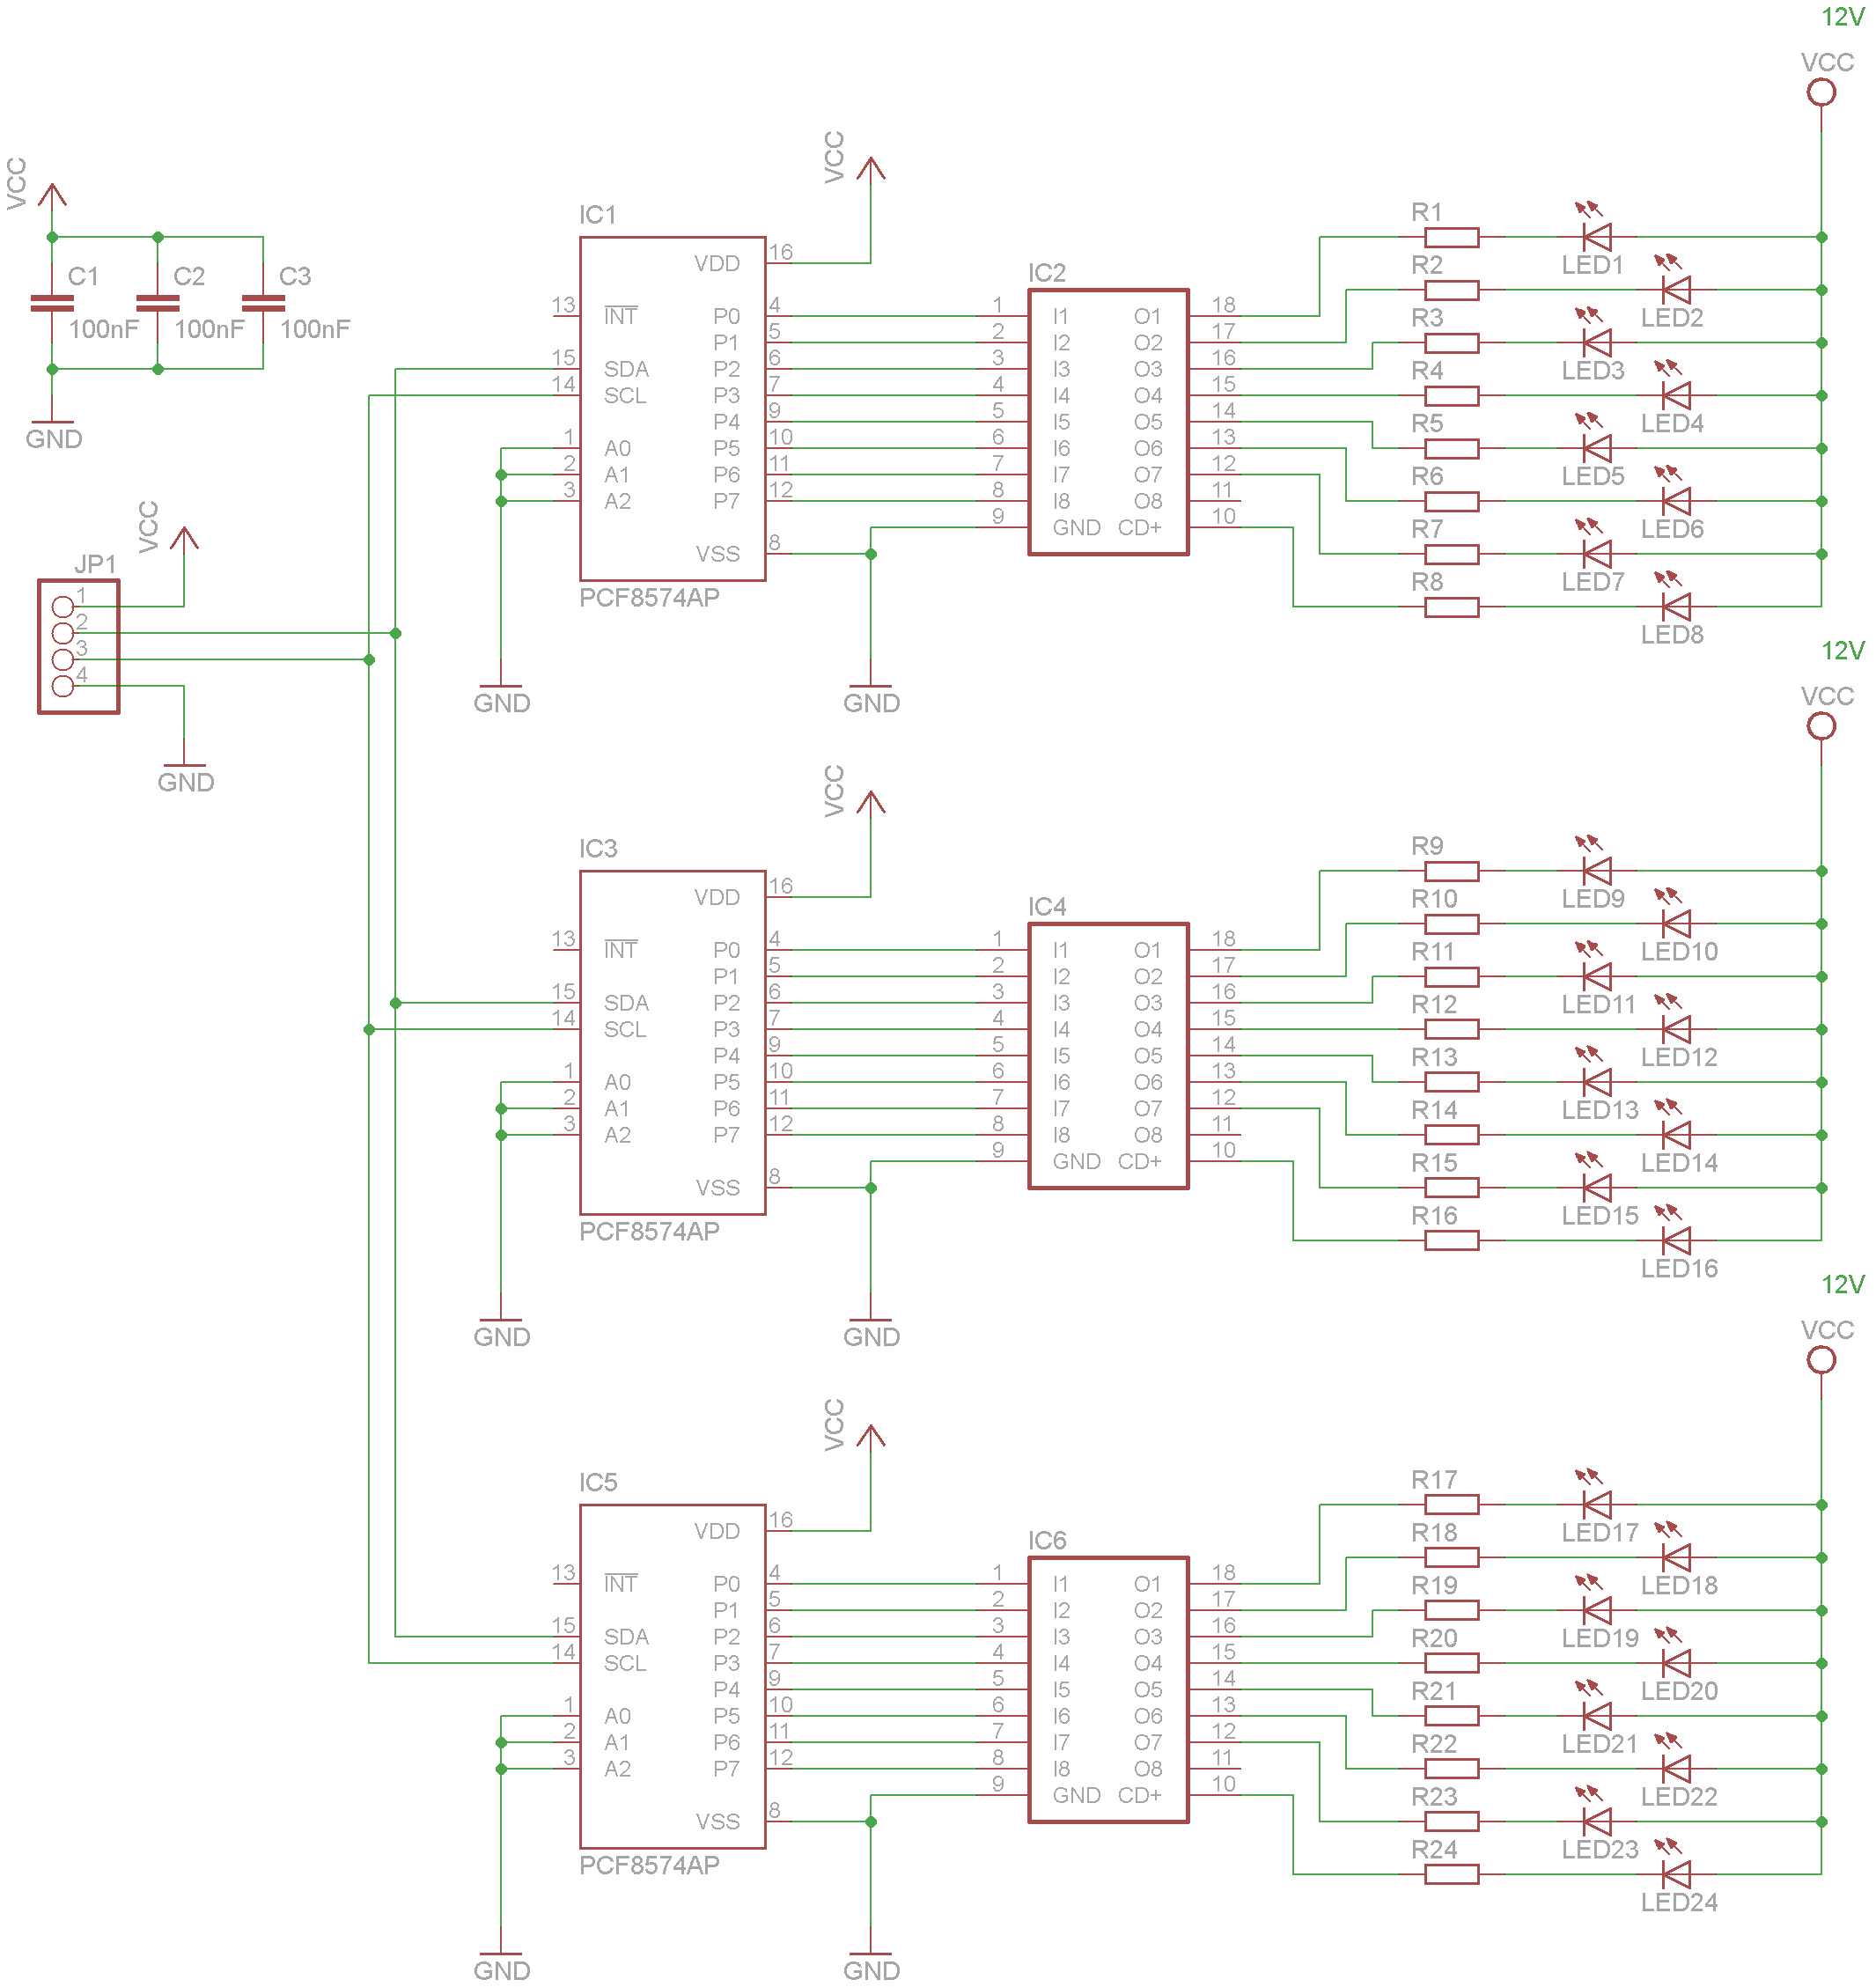 12V
VCC
VCC
VCC
C1
C2
C3
100nF
100nF
100nF
GND
VCC
JP1
1
2
3
4
GND
IC1
VDD 16
13 INT P0 4
P1 5
15 SDA P2 6
14 SCL P3 7
P4 9
1 A0 P5 10
2 A1 P6 11
3 A2 P7 12
VSS 8
PCF8574AP
GND
GND
IC2
1 I1 O1 18
2 I2 O2 17
3 I3 O3 16
4 I4 O4 15
5 I5 O5 14
6 I6 O6 13
7 I7 O7 12
8 I8 O8 11
9 GND CD+ 10
R1
LED1
R2
LED2
R3
LED3
R4
LED4
R5
LED5
R6
LED6
R7
LED7
R8
LED8
12V
VCC
VCC
IC3
VDD 16
13 INT P0 4
P1 5
15 SDA P2 6
14 SCL P3 7
P4 9
1 A0 P5 10
2 A1 P6 11
3 A2 P7 12
VSS 8
PCF8574AP
GND
GND
IC4
1 I1 O1 18
2 I2 O2 17
3 I3 O3 16
4 I4 O4 15
5 I5 O5 14
6 I6 O6 13
7 I7 O7 12
8 I8 O8 11
9 GND CD+ 10
R9
LED9
R10
LED10
R11
LED11
R12
LED12
R13
LED13
R14
LED14
R15
LED15
R16
LED16
12V
VCC
VCC
IC5
VDD 16
13 INT P0 4
P1 5
15 SDA P2 6
14 SCL P3 7
P4 9
1 A0 P5 10
2 A1 P6 11
3 A2 P7 12
VSS 8
PCF8574AP
GND
GND
IC6
1 I1 O1 18
2 I2 O2 17
3 I3 O3 16
4 I4 O4 15
5 I5 O5 14
6 I6 O6 13
7 I7 O7 12
8 I8 O8 11
9 GND CD+ 10
R17
LED17
R18
LED18
R19
LED19
R20
LED20
R21
LED21
R22
LED22
R23
LED23
R24
LED24